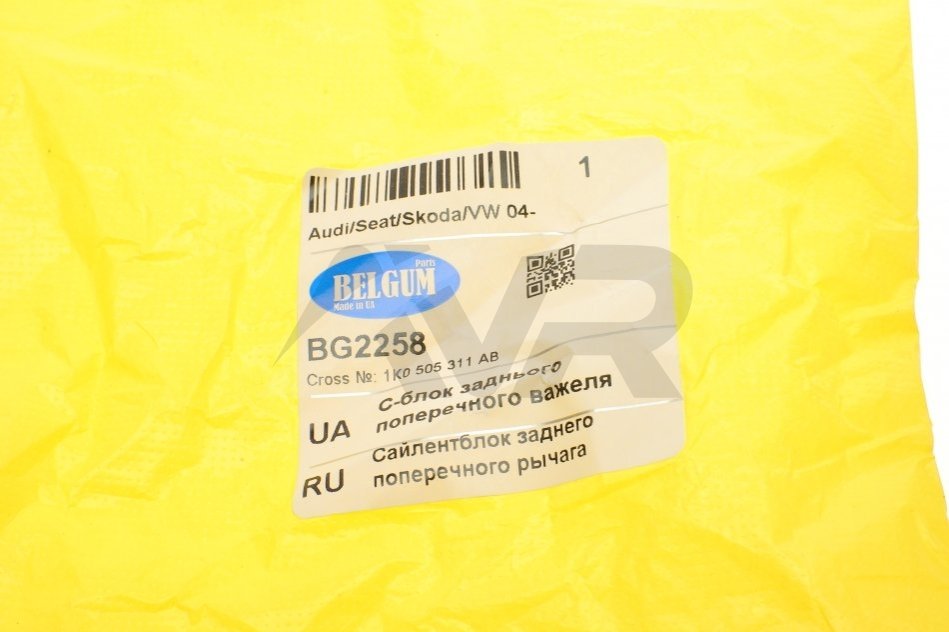 1
Audi/Seat/Skoda/VW 04-
Parts
BELGUM
Made in UA
BG2258
Cross №: 1K0 505 311 AB
UA С-блок заднього
поперечного важеля
RU Сайлентблок заднего
поперечного рычага
VR